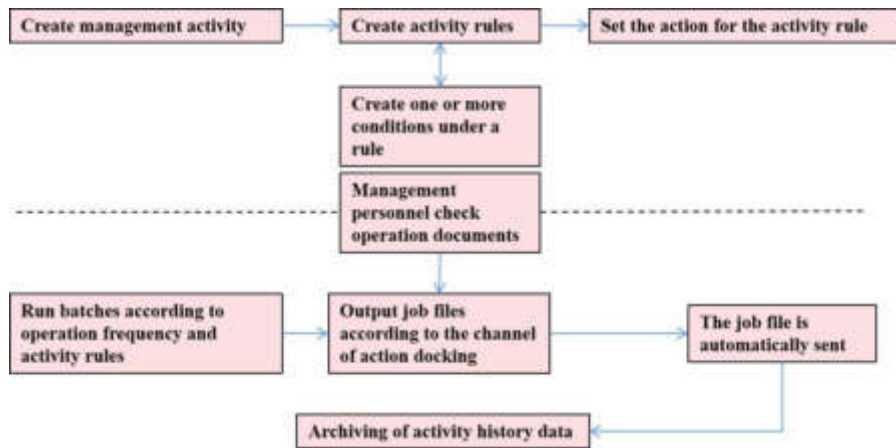 Create management activity
Create activity rules
Set the action for the activity rule
Create one or more
conditions under a
rule
Management
personnel check
operation documents
Run batches according to
operation frequency and
activity rules
Output job files
according to the channel
of action docking
The job file is
automatically sent
Archiving of activity history data